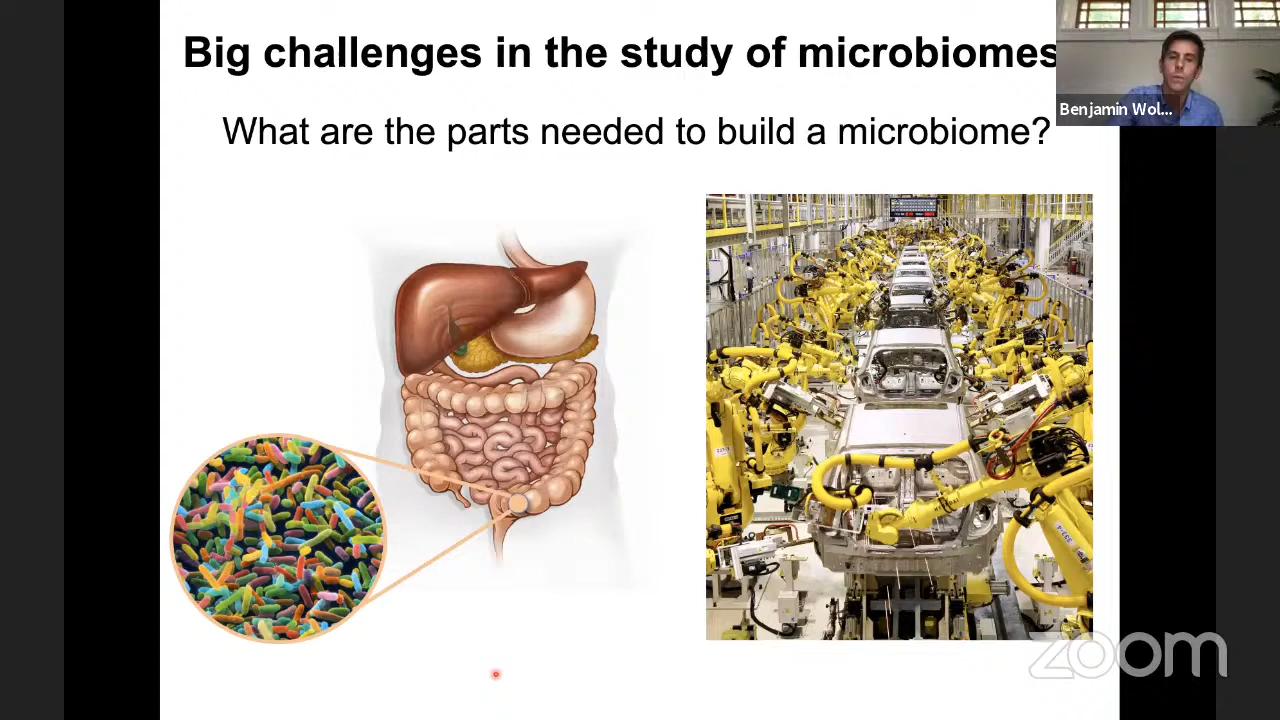 Big challenges in the study of microbiomes
What are the parts needed to build a microbiome?
Benjamin Wol...
zoom